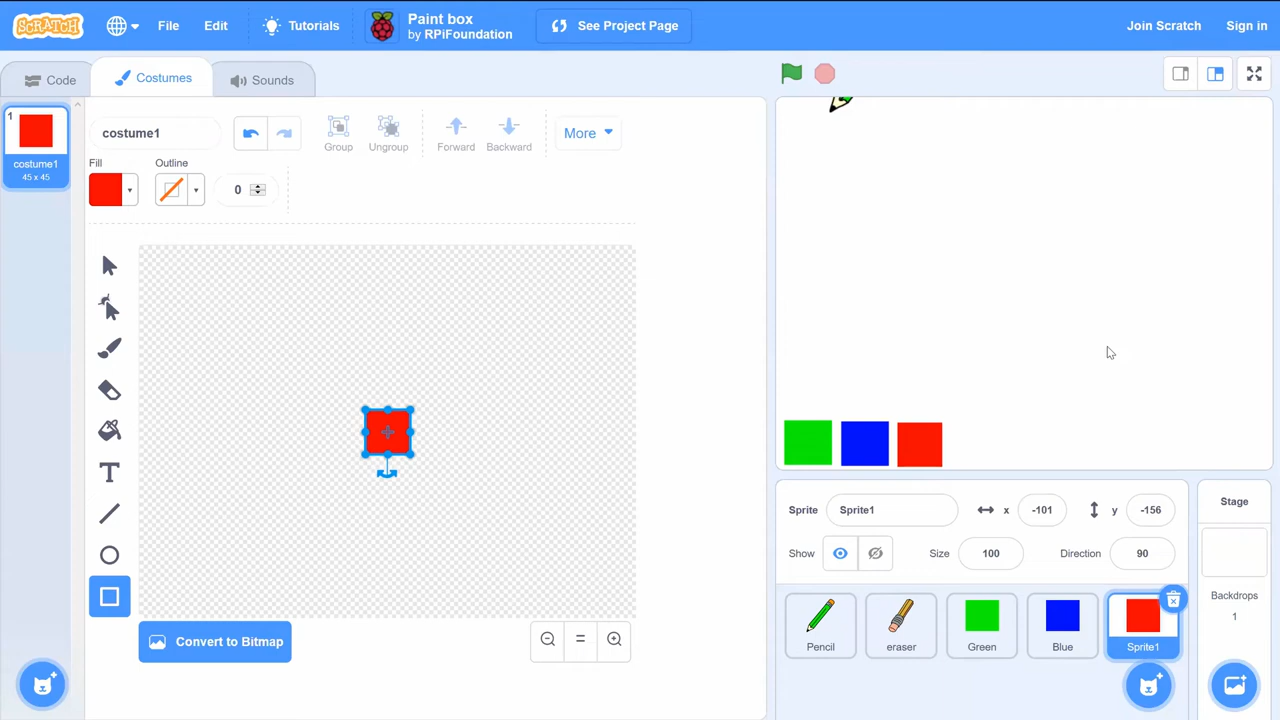 SCRATCH File Edit Tutorials Paint box See Project Page Join Scratch Sign in
by RPiFoundation
Code Costumes Sounds
1
costume1
45 x 45
costume1 Group Ungroup Forward Backward More
Fill Outline
0
T
Convert to Bitmap
Sprite Sprite1 x -101 y -156
Show Size 100 Direction 90
Pencil eraser Green Blue Sprite1
Stage
Backdrops
1